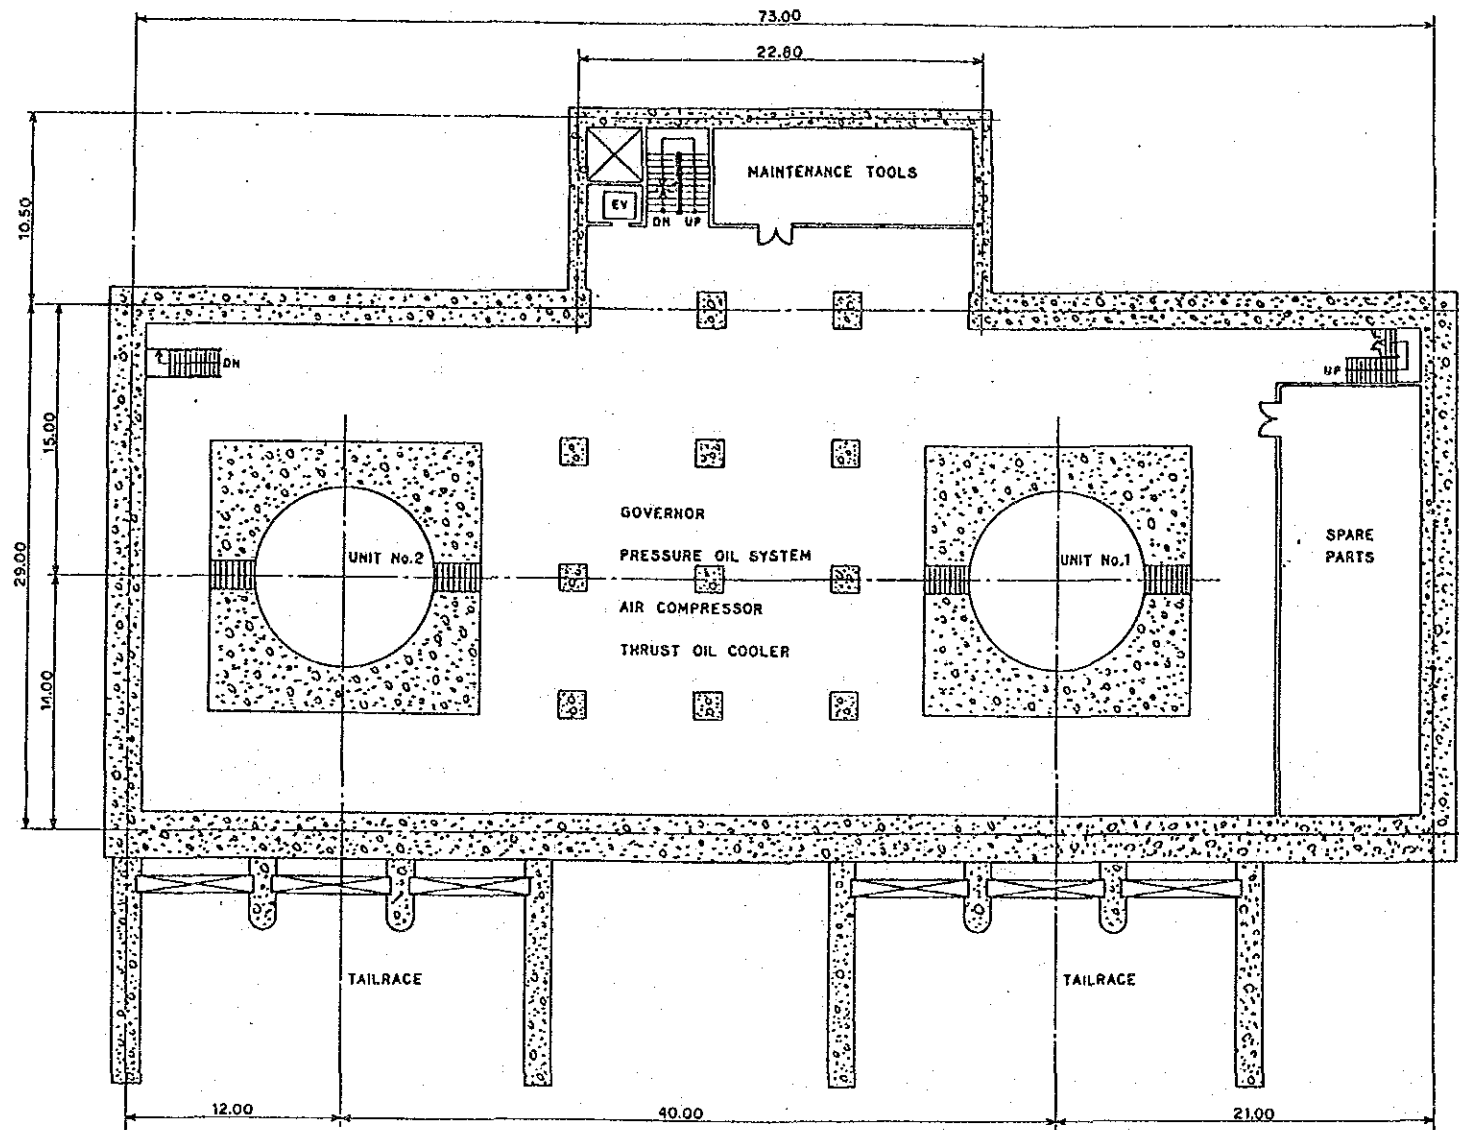 73.00
22.80
MAINTENANCE TOOLS
EV
DN UP
10.50
DN
UP
15.00
GOVERNOR
UNIT No.2
PRESSURE OIL SYSTEM
UNIT No.1
SPARE
PARTS
29.00
AIR COMPRESSOR
THRUST OIL COOLER
14.00
TAILRACE
TAILRACE
12.00
40.00
21.00